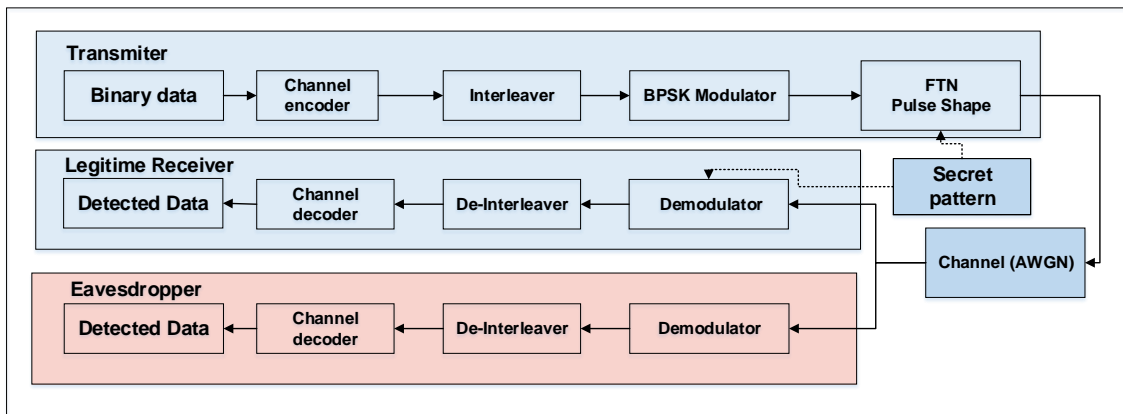 Transmiter
Binary data
Channel
encoder
Interleaver
BPSK Modulator
FTN
Pulse Shape
Legitime Receiver
Detected Data
Channel
decoder
De-Interleaver
Demodulator
Secret
pattern
Channel (AWGN)
Eavesdropper
Detected Data
Channel
decoder
De-Interleaver
Demodulator